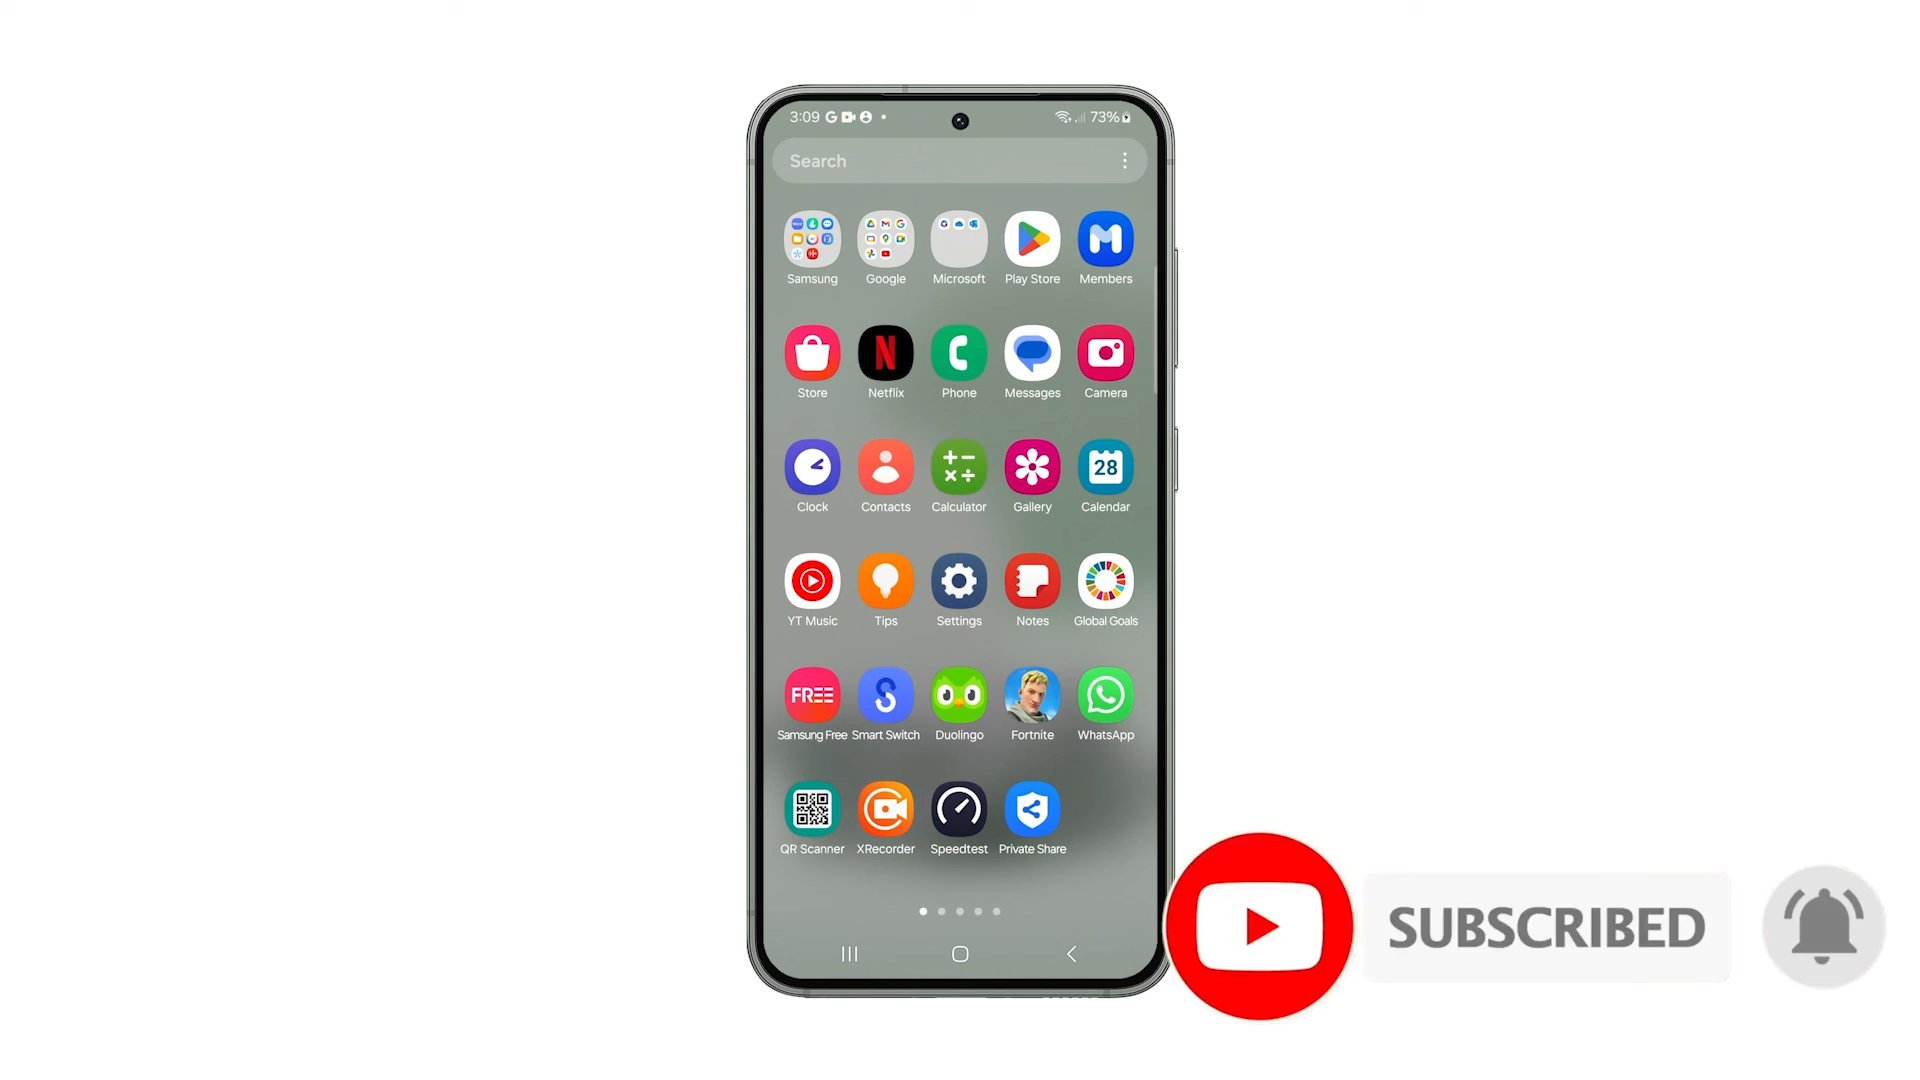 3:09 73%
Search
Samsung Google Microsoft Play Store Members
Store Netflix Phone Messages Camera
28
Clock Contacts Calculator Gallery Calendar
YT Music Tips Settings Notes Global Goals
FREE
Samsung Free Smart Switch Duolingo Fortnite WhatsApp
QR Scanner XRecorder Speedtest Private Share
SUBSCRIBED